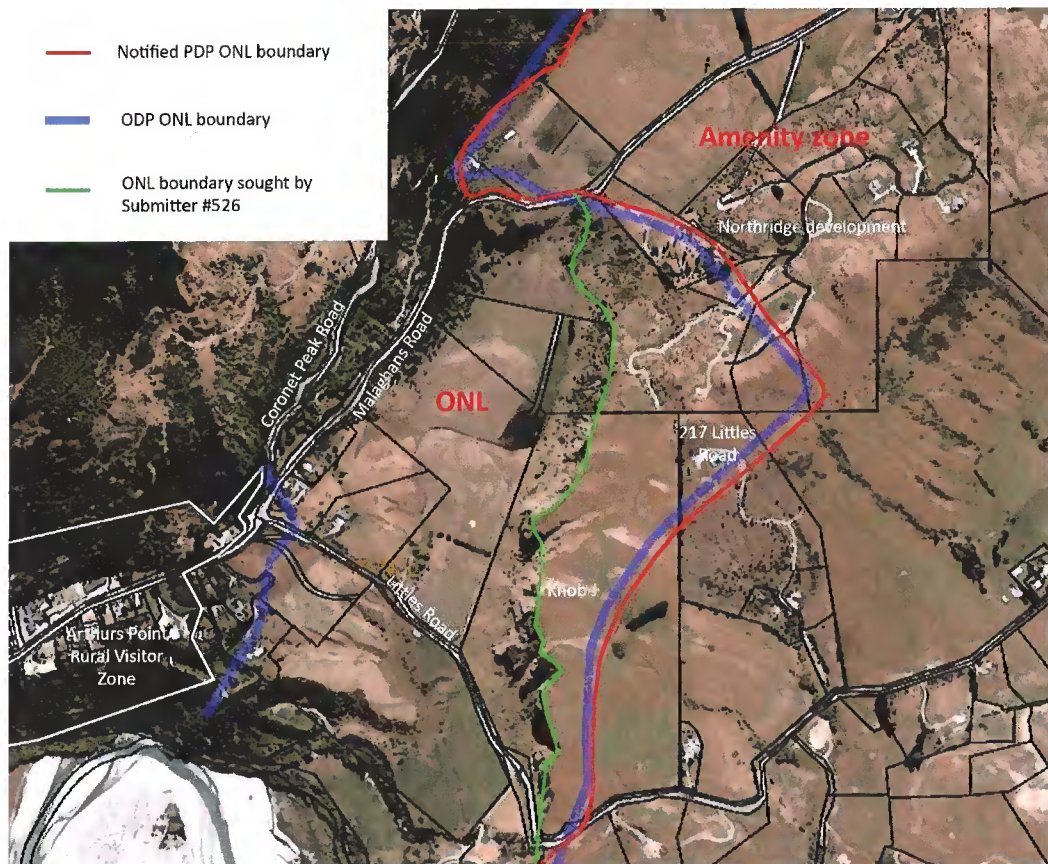 Notified PDP ONL boundary
ODP ONL boundary
ONL boundary sought by
Submitter #526
Amenity zone
Northridge development
Coronet Peak Road
Malaghans Road
ONL
217 Littles
Road
Littles Road
Knob
Arthurs Point
Rural Visitor
Zone